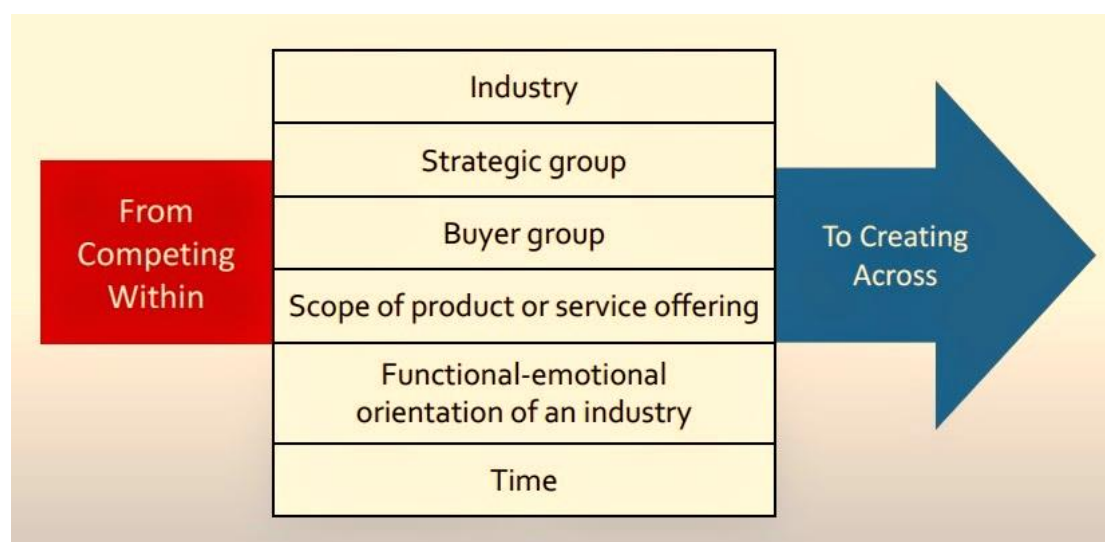 From
Competing
Within
Industry
Strategic group
Buyer group
Scope of product or service offering
Functional-emotional
orientation of an industry
Time
To Creating
Across